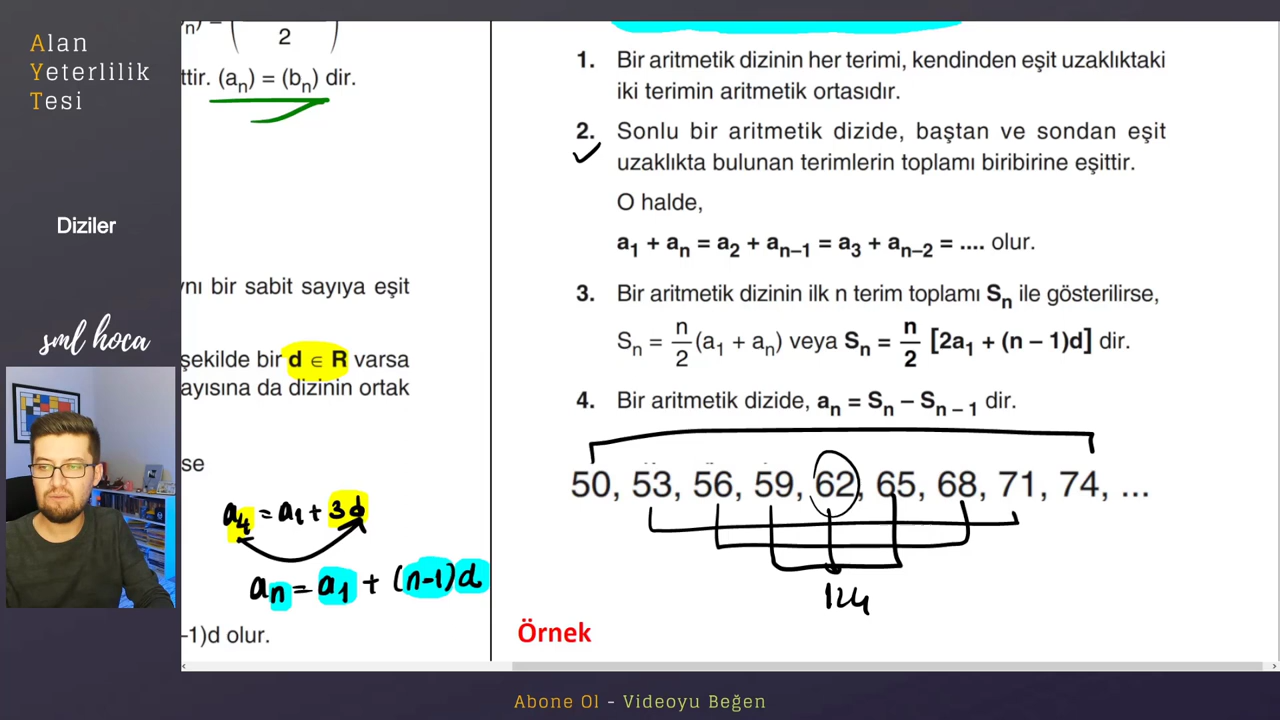 Alan
Yeterlilik
Tesi
Diziler
sml hoca
2
ttir. (an) = (bn) dir.
ynı bir sabit sayıya eşit
şekilde bir d ∈ R varsa
ayısına da dizinin ortak
se
a4 = a1 + 3d
an = a1 + (n-1)d
–1)d olur.
1. Bir aritmetik dizinin her terimi, kendinden eşit uzaklıktaki
iki terimin aritmetik ortasıdır.
2. Sonlu bir aritmetik dizide, baştan ve sondan eşit
uzaklıkta bulunan terimlerin toplamı biribirine eşittir.
O halde,
a1 + an = a2 + an–1 = a3 + an–2 = .... olur.
3. Bir aritmetik dizinin ilk n terim toplamı Sn ile gösterilirse,
Sn = n/2 (a1 + an) veya Sn = n/2 [2a1 + (n – 1)d] dir.
4. Bir aritmetik dizide, an = Sn – Sn – 1 dir.
50, 53, 56, 59, 62, 65, 68, 71, 74, ...
124
Örnek
Abone Ol - Videoyu Beğen